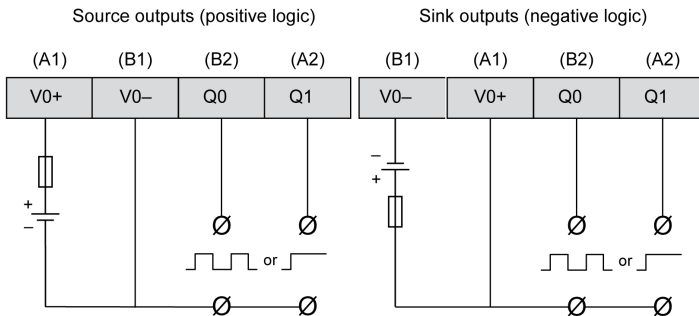 Source outputs (positive logic)
Sink outputs (negative logic)
(A1) (B1) (B2) (A2)
(B1) (A1) (B2) (A2)
V0+ V0– Q0 Q1
V0– V0+ Q0 Q1
+
–
or
–
+
or